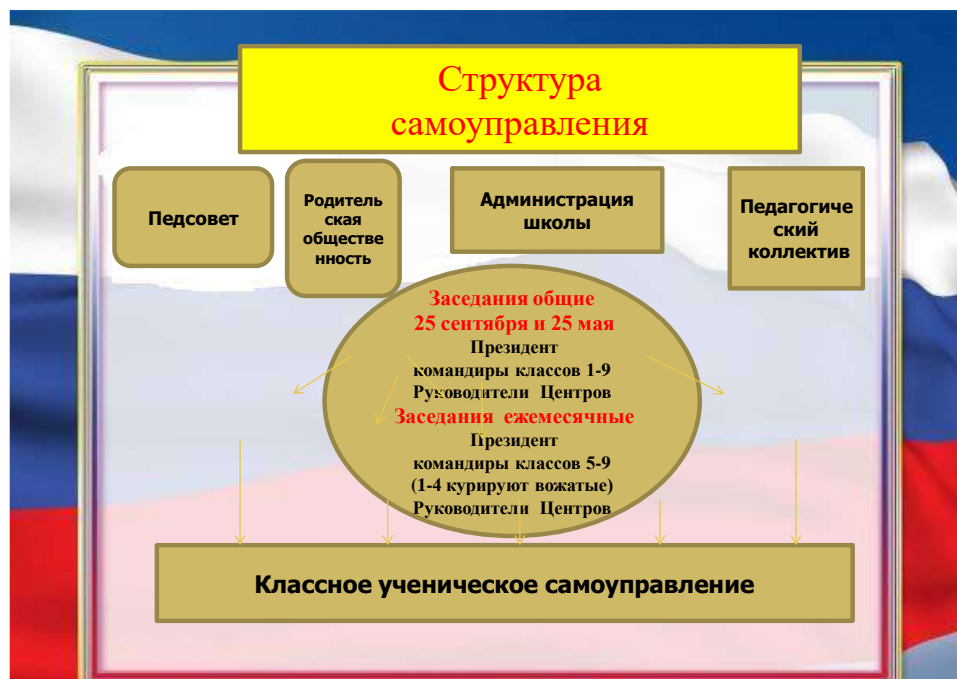 Структура
самоуправления
Педсовет
Родитель
ская
обществе
нность
Администрация
школы
Педагогиче
ский
коллектив
Заседания общие
25 сентября и 25 мая
Президент
командиры классов 1-9
Руководители Центров
Заседания ежемесячные
Президент
командиры классов 5-9
(1-4 курируют вожатые)
Руководители Центров
Классное ученическое самоуправление